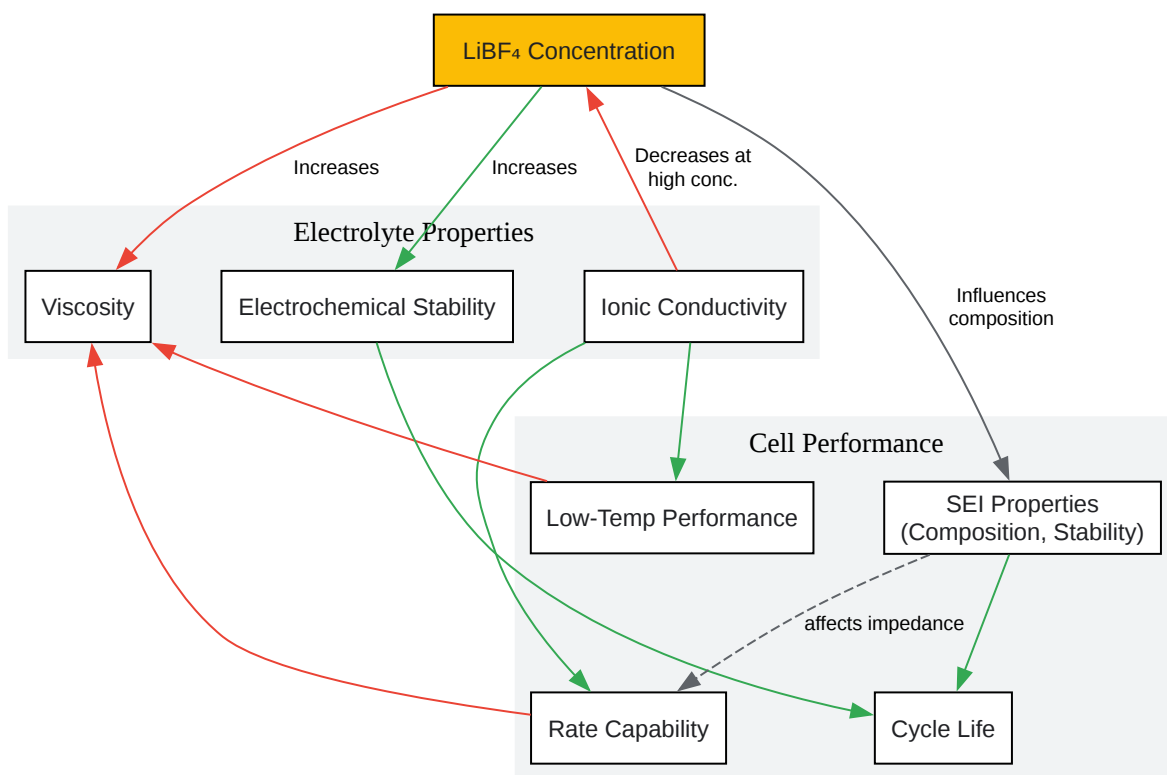 LiBF₄ Concentration
Increases
Increases
Decreases at
high conc.
Electrolyte Properties
Viscosity
Electrochemical Stability
Ionic Conductivity
Influences
composition
Cell Performance
Low-Temp Performance
SEI Properties
(Composition, Stability)
affects impedance
Rate Capability
Cycle Life